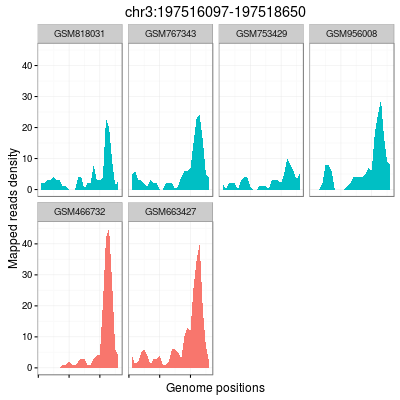 chr3:197516097-197518650
GSM818031 GSM767343 GSM753429 GSM956008
40
30
20
10
0
Mapped reads density
GSM466732 GSM663427
40
30
20
10
0
Genome positions